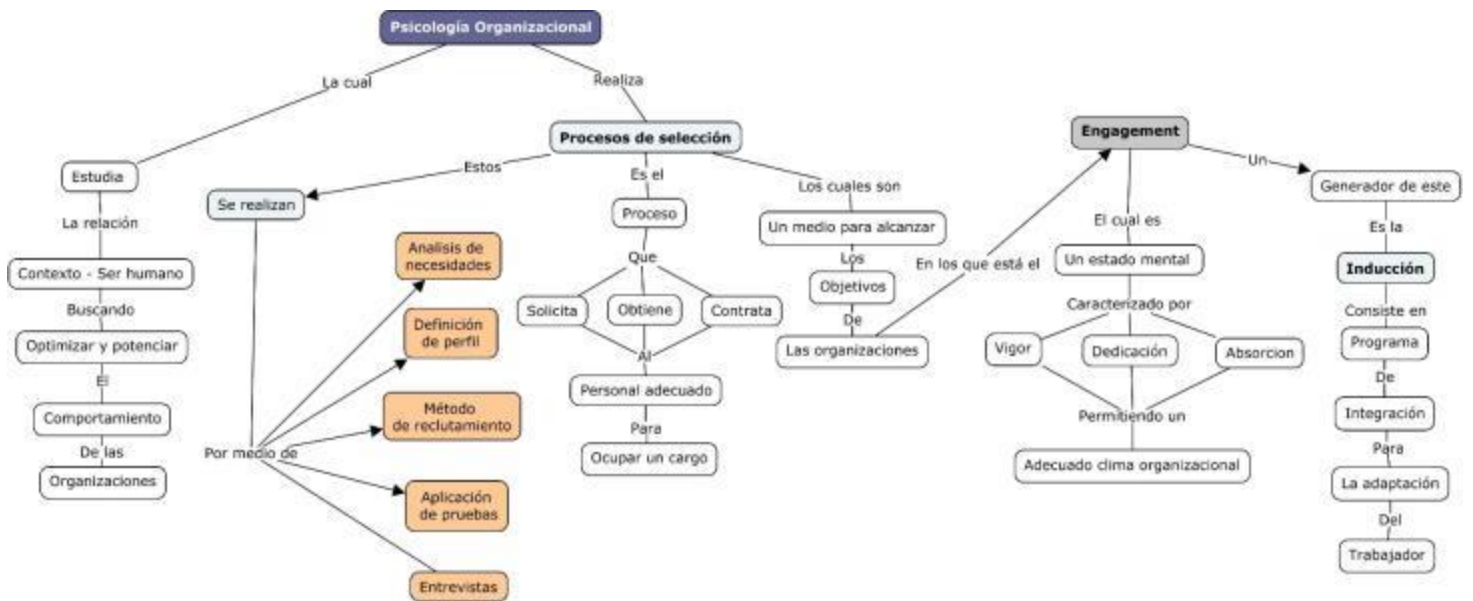 Psicología Organizacional
La cual
Realiza
Procesos de selección
Estudia
La relación
Contexto - Ser humano
Buscando
Optimizar y potenciar
El
Comportamiento
De las
Organizaciones
Estos
Se realizan
Por medio de
Analisis de
necesidades
Definición
de perfil
Método
de reclutamiento
Aplicación
de pruebas
Entrevistas
Es el
Proceso
Que
Solicita
Obtiene
Contrata
Al
Personal adecuado
Para
Ocupar un cargo
Los cuales son
Un medio para alcanzar
Los
Objetivos
De
Las organizaciones
En los que está el
Engagement
El cual es
Un estado mental
Caracterizado por
Vigor
Dedicación
Absorcion
Permitiendo un
Adecuado clima organizacional
Un
Generador de este
Es la
Inducción
Consiste en
Programa
De
Integración
Para
La adaptación
Del
Trabajador